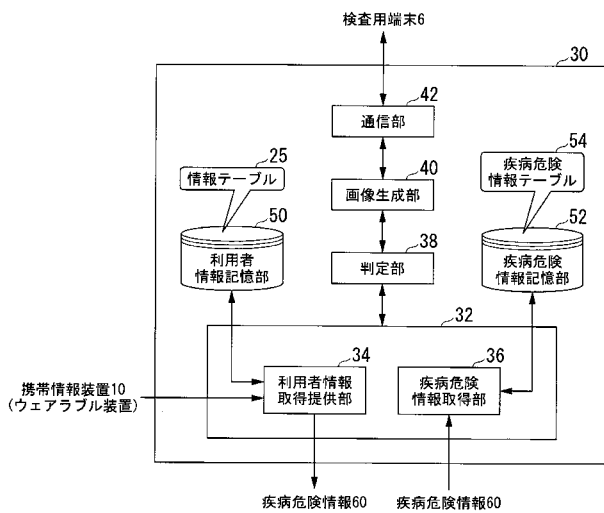 検査用端末6
30
42
通信部
25
情報テーブル
54
疾病危険
情報テーブル
40
画像生成部
50
利用者
情報記憶部
52
疾病危険
情報記憶部
38
判定部
32
34
利用者情報
取得提供部
36
疾病危険
情報取得部
携帯情報装置10
(ウェアラブル装置)
疾病危険情報60
疾病危険情報60